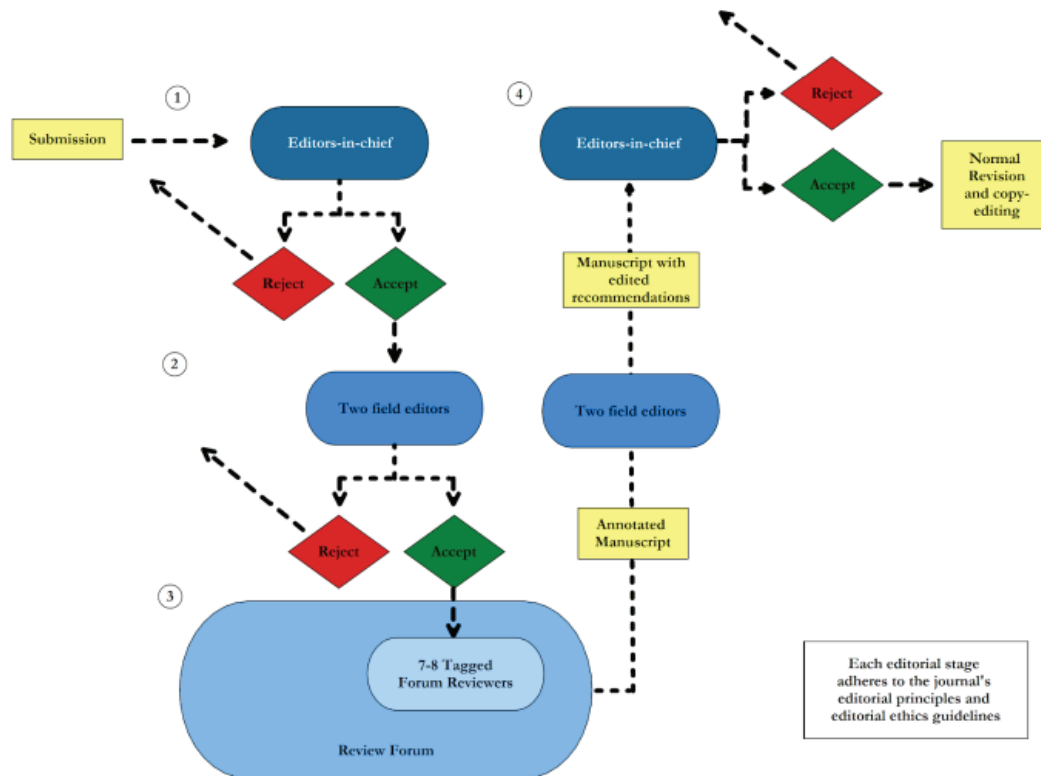 1
Submission
Editors-in-chief
Reject
Accept
2
Two field editors
Reject
Accept
3
7-8 Tagged
Forum Reviewers
Review Forum
Annotated
Manuscript
Two field editors
Manuscript with
edited
recommendations
4
Editors-in-chief
Reject
Accept
Normal
Revision
and copy-
editing
Each editorial stage
adheres to the journal's
editorial principles and
editorial ethics guidelines